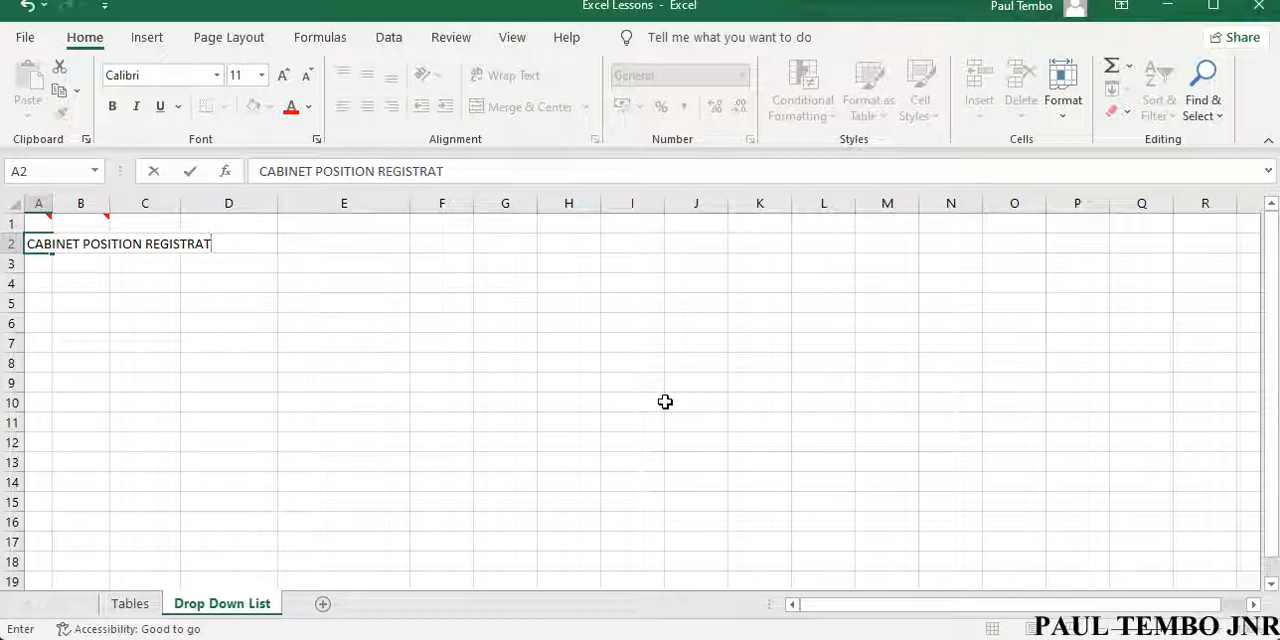 Excel Lessons - Excel
Paul Tembo
File Home Insert Page Layout Formulas Data Review View Help Tell me what you want to do Share
Calibri 11 Wrap Text General
Paste B I U A Merge & Center % Conditional Formatting Format as Table Cell Styles Insert Delete Format Sort & Filter Find & Select
Clipboard Font Alignment Number Styles Cells Editing
A2 fx CABINET POSITION REGISTRAT
A B C D E F G H I J K L M N O P Q R
1
2 CABINET POSITION REGISTRAT
3
4
5
6
7
8
9
10
11
12
13
14
15
16
17
18
19
Tables Drop Down List
Enter Accessibility: Good to go
PAUL TEMBO JNR